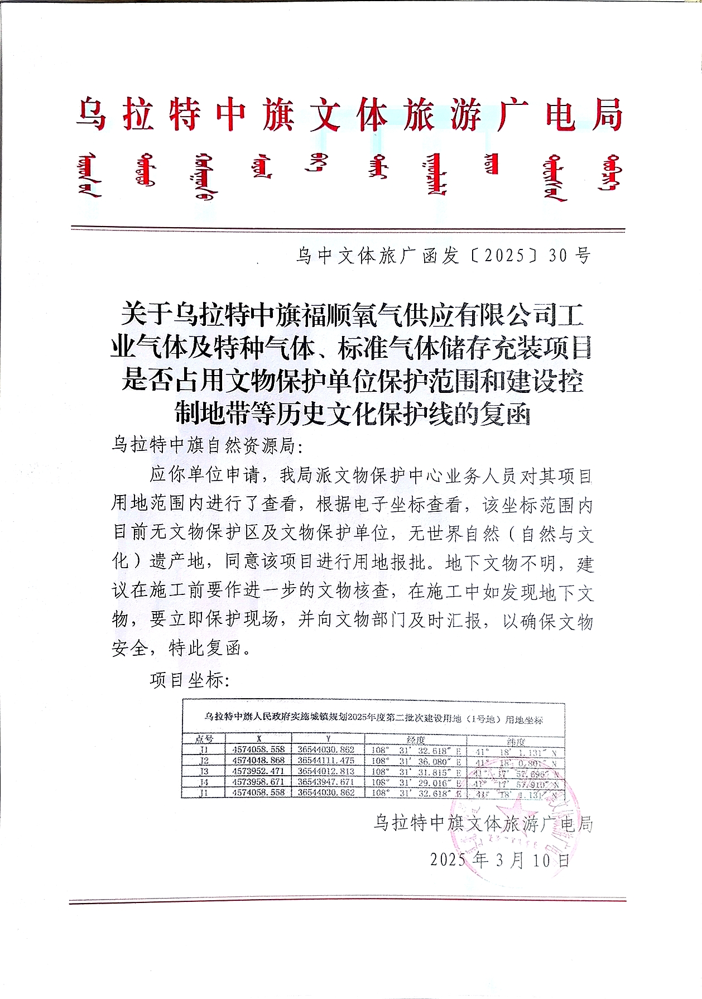 乌拉特中旗文体旅游广电局
乌中文体旅广函发〔2025〕30号
关于乌拉特中旗福顺氧气供应有限公司工
业气体及特种气体、标准气体储存充装项目
是否占用文物保护单位保护范围和建设控
制地带等历史文化保护线的复函
乌拉特中旗自然资源局：
应你单位申请，我局派文物保护中心业务人员对其项目
用地范围内进行了查看，根据电子坐标查看，该坐标范围内
目前无文物保护区及文物保护单位，无世界自然（自然与文
化）遗产地，同意该项目进行用地报批。地下文物不明，建
议在施工前要作进一步的文物核查，在施工中如发现地下文
物，要立即保护现场，并向文物部门及时汇报，以确保文物
安全，特此复函。
项目坐标：
乌拉特中旗人民政府实施城镇规划2025年度第二批次建设用地（1号地）用地坐标
点号 X Y 经度 纬度
J1 4574058.558 36544030.862 108° 31′ 32.618″ E 41° 18′ 1.131″ N
J2 4574048.868 36544111.475 108° 31′ 36.080″ E 41° 18′ 0.801″ N
J3 4573952.471 36544012.813 108° 31′ 31.815″ E 41° 17′ 57.696″ N
J4 4573958.671 36543947.671 108° 31′ 29.016″ E 41° 17′ 57.910″ N
J1 4574058.558 36544030.862 108° 31′ 32.618″ E 41° 18′ 1.131″ N
乌拉特中旗文体旅游广电局
2025年3月10日